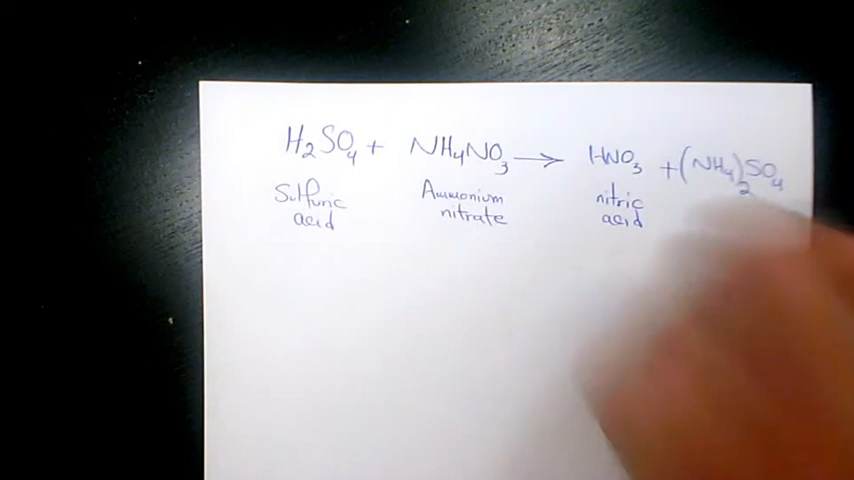 H₂SO₄ + NH₄NO₃ → HNO₃ + (NH₄)₂SO₄
Sulfuric acid
Ammonium nitrate
nitric acid